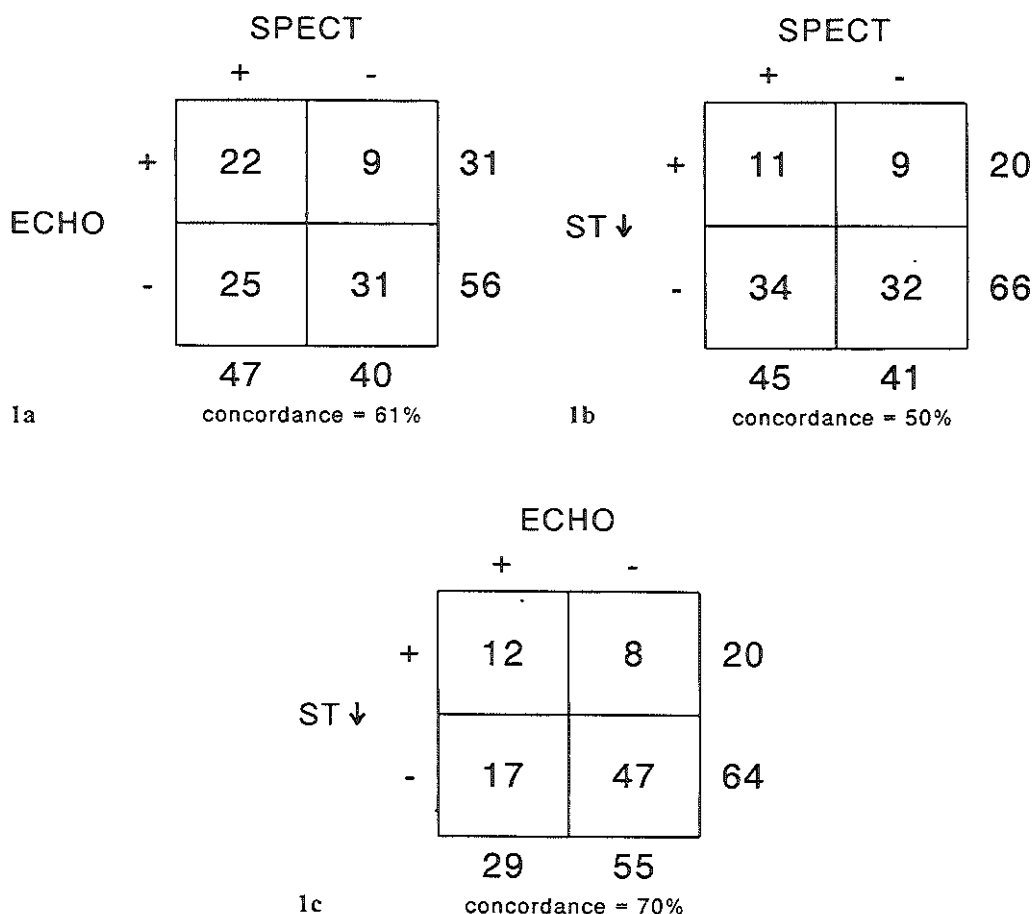 SPECT
+ -
+ 22 9 31
ECHO
- 25 31 56
47 40
1a concordance = 61%
SPECT
+ -
+ 11 9 20
ST ↓
- 34 32 66
45 41
1b concordance = 50%
ECHO
+ -
+ 12 8 20
ST ↓
- 17 47 64
29 55
1c concordance = 70%